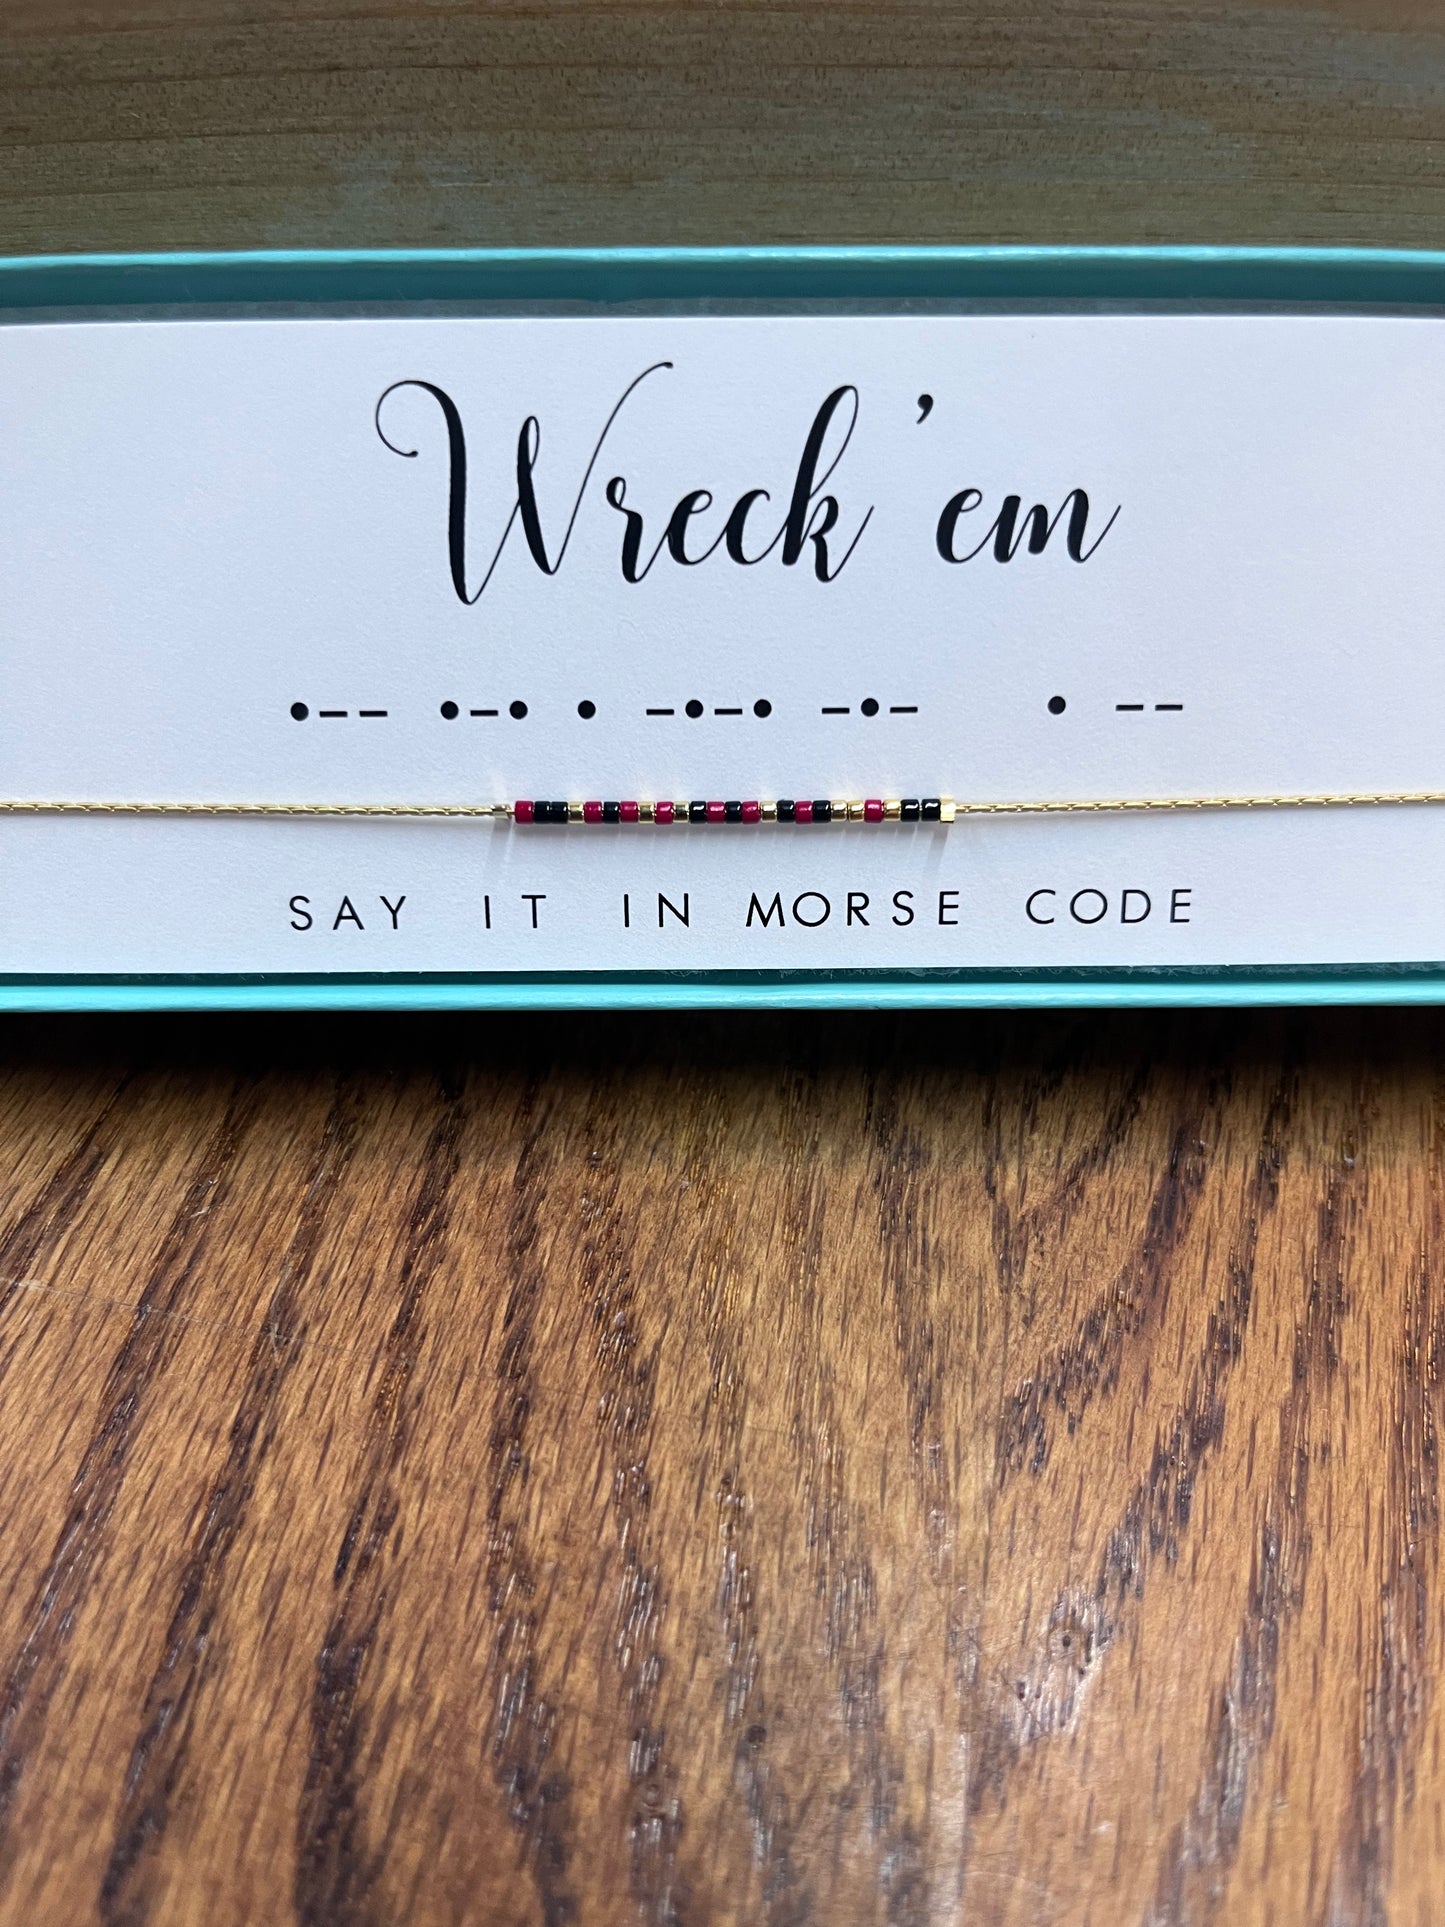 Wreck 'em
•–– •–• • –•–• –•– • ––
SAY IT IN MORSE CODE